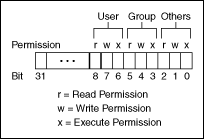 User Group Others
Permission r w x r w x r w x
...
Bit 31 8 7 6 5 4 3 2 1 0
r = Read Permission
w = Write Permission
x = Execute Permission